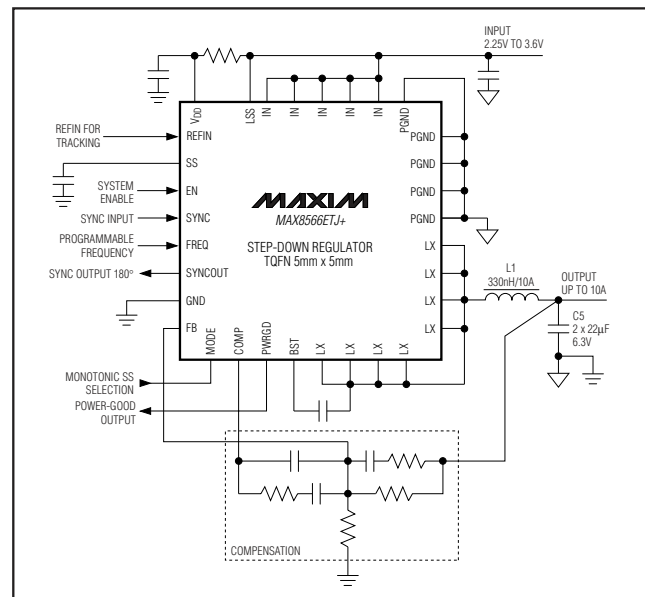 INPUT
2.25V TO 3.6V
VDD
LSS
IN
IN
IN
IN
IN
PGND
REFIN FOR
TRACKING
REFIN
PGND
SS
PGND
SYSTEM
ENABLE
EN
MAXIM
PGND
SYNC INPUT
SYNC
MAX8566ETJ+
PGND
PROGRAMMABLE
FREQUENCY
FREQ
STEP-DOWN REGULATOR
TQFN 5mm x 5mm
LX
SYNC OUTPUT 180°
SYNCOUT
LX
L1
330nH/10A
OUTPUT
UP TO 10A
GND
LX
FB
LX
C5
2 x 22µF
6.3V
MODE
COMP
PWRGD
BST
LX
LX
LX
LX
MONOTONIC SS
SELECTION
POWER-GOOD
OUTPUT
COMPENSATION